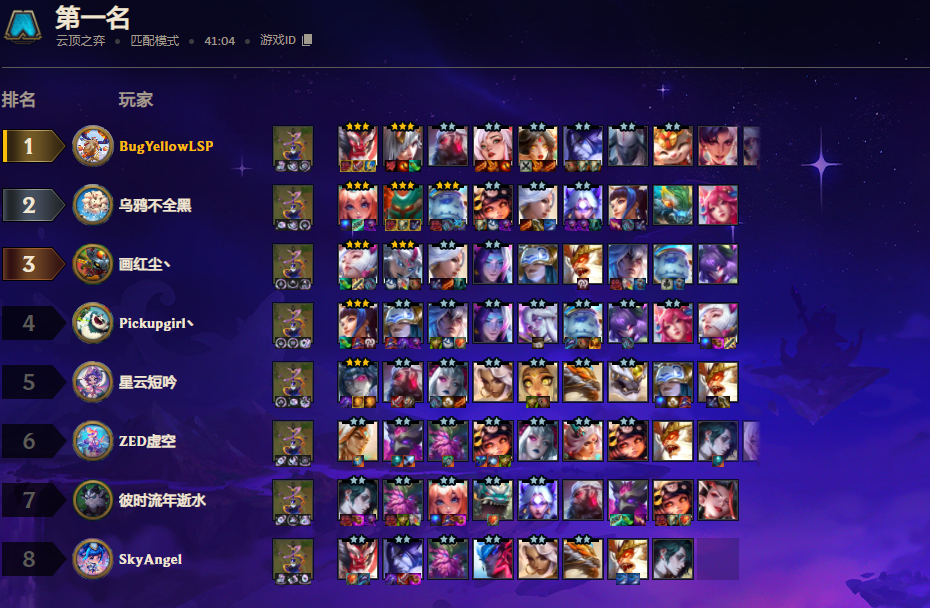 第一名
云顶之弈 • 匹配模式 • 41:04 • 游戏ID
排名 玩家
1 BugYellowLSP
2 乌鸦不全黑
3 画红尘丶
4 Pickupgirl丶
5 星云短吟
6 ZED虚空
7 彼时流年逝水
8 SkyAngel